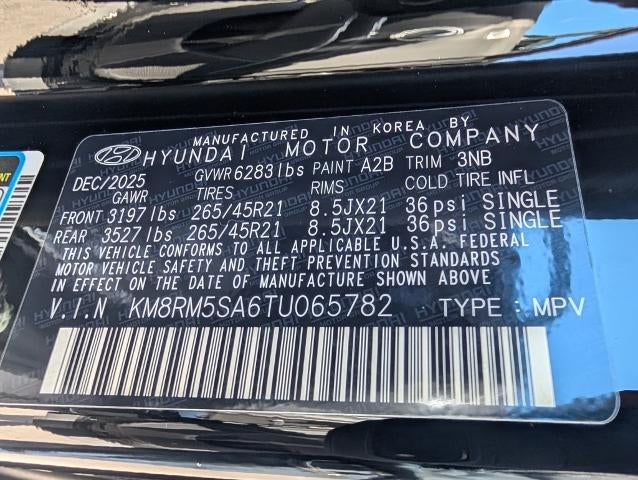 MANUFACTURED IN KOREA BY
HYUNDAI MOTOR COMPANY
DEC/2025 GVWR 6283 lbs PAINT A2B TRIM 3NB
GAWR TIRES RIMS COLD TIRE INFL
FRONT 3197 lbs 265/45R21 8.5JX21 36 psi SINGLE
REAR 3527 lbs 265/45R21 8.5JX21 36 psi SINGLE
THIS VEHICLE CONFORMS TO ALL APPLICABLE U.S.A. FEDERAL
MOTOR VEHICLE SAFETY AND THEFT PREVENTION STANDARDS
IN EFFECT ON THE DATE OF MANUFACTURE SHOWN ABOVE.
V.I.N KM8RM5SA6TU065782 TYPE : MPV